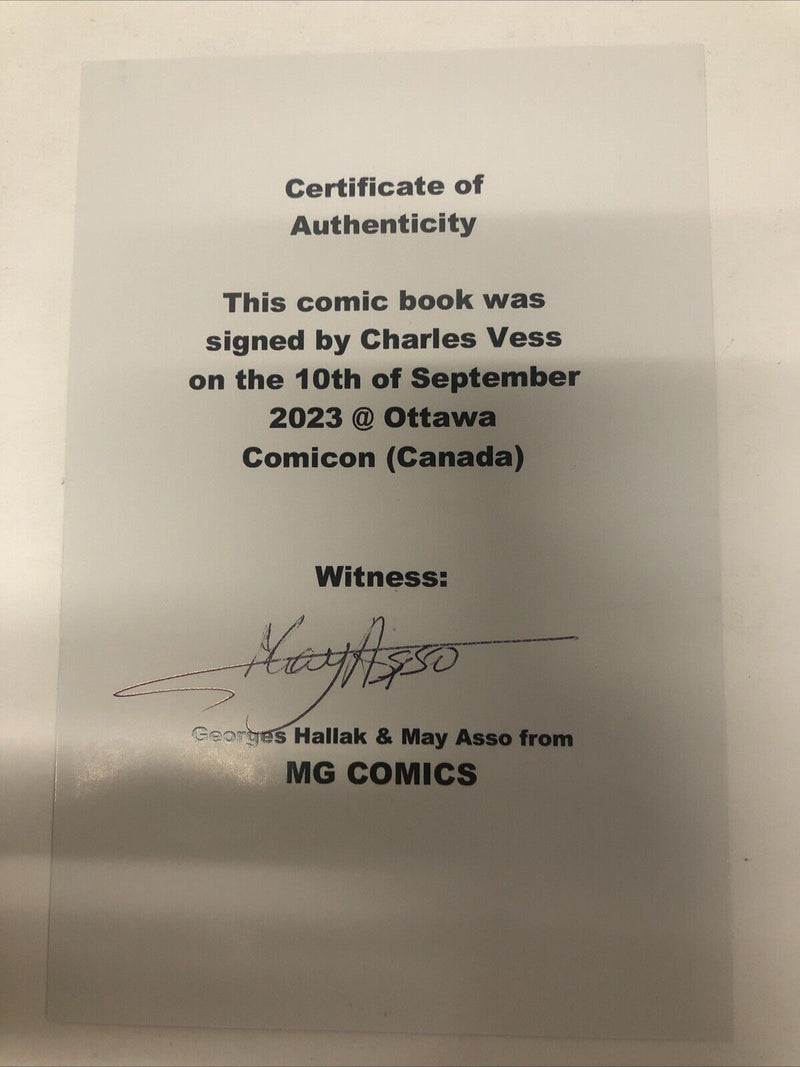 Certificate of
Authenticity
This comic book was
signed by Charles Vess
on the 10th of September
2023 @ Ottawa
Comicon (Canada)
Witness:
May Asso
Georges Hallak & May Asso from
MG COMICS